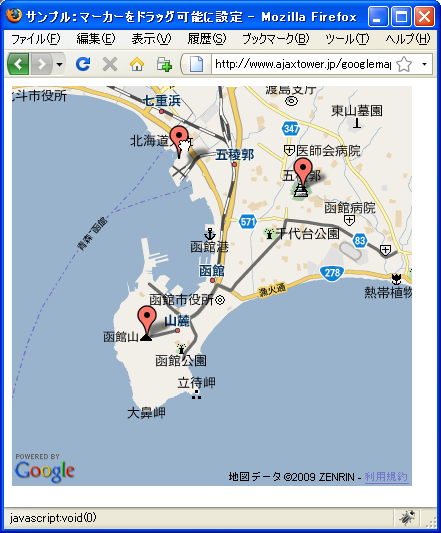 サンプル：マーカーをドラッグ可能に設定 - Mozilla Firefox
ファイル(F) 編集(E) 表示(V) 履歴(S) ブックマーク(B) ツール(T) ヘルプ(H)
http://www.ajaxtower.jp/googlemap
斗市役所
渡島支庁
七重浜
東山墓園
347
北海道
医師会病院
五稜郭
函館病院
571
千代台公園
83
函館港
函館
278
漁火通
熱帯植物
青森-函館
函館市役所
山麓
函館山
函館公園
立待岬
大鼻岬
POWERED BY
Google
地図データ ©2009 ZENRIN - 利用規約
javascript:void(0)